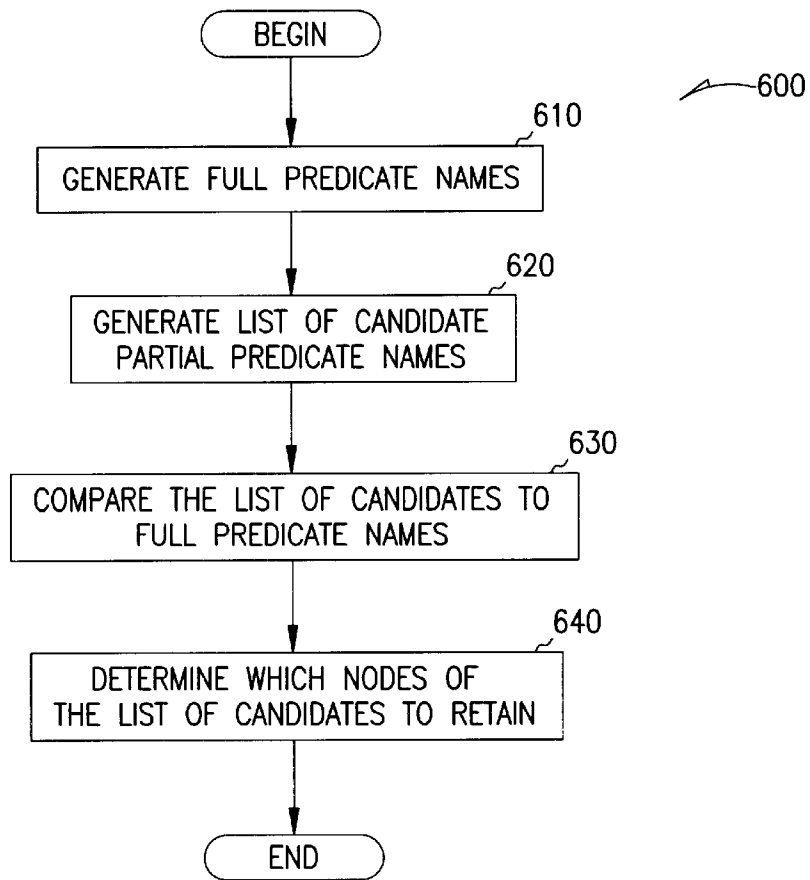 BEGIN
600
610
GENERATE FULL PREDICATE NAMES
620
GENERATE LIST OF CANDIDATE
PARTIAL PREDICATE NAMES
630
COMPARE THE LIST OF CANDIDATES TO
FULL PREDICATE NAMES
640
DETERMINE WHICH NODES OF
THE LIST OF CANDIDATES TO RETAIN
END